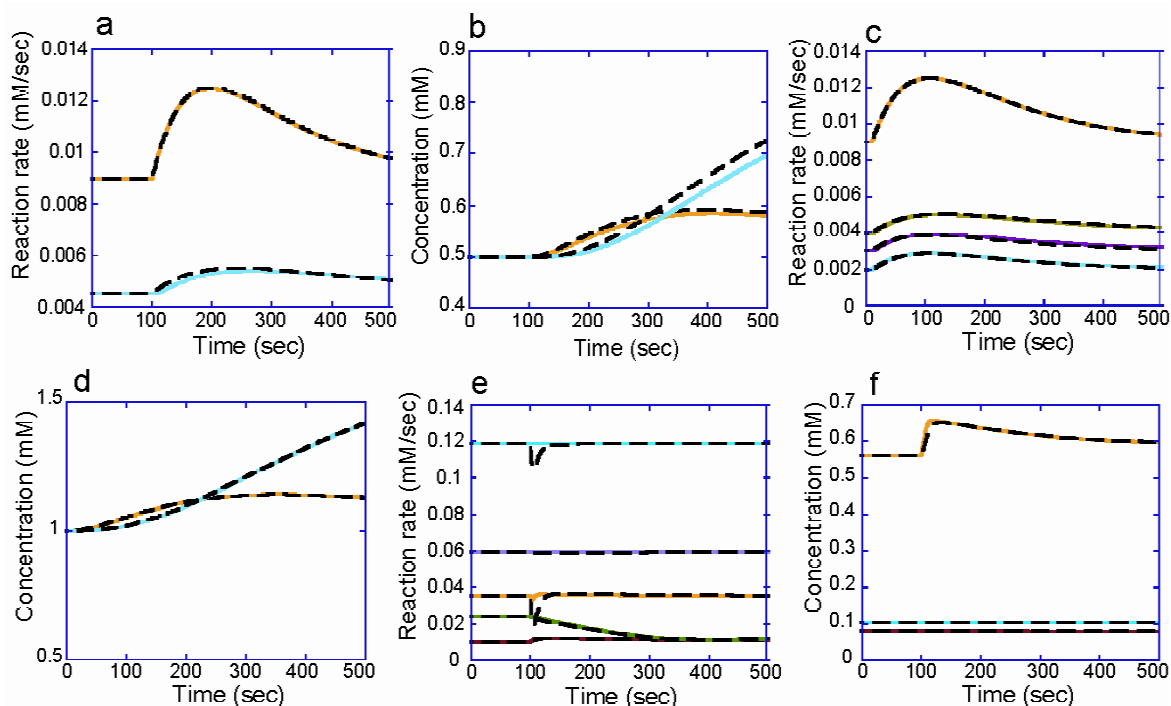 a
Reaction rate (mM/sec)
0.014
0.012
0.01
0.008
0.006
0.004
0 100 200 300 400 500
Time (sec)
b
Concentration (mM)
0.9
0.8
0.7
0.6
0.5
0.4
0 100 200 300 400 500
Time (sec)
c
Reaction rate (mM/sec)
0.014
0.012
0.01
0.008
0.006
0.004
0.002
0
0 100 200 300 400 500
Time (sec)
d
Concentration (mM)
1.5
1
0.5
0 100 200 300 400 500
Time (sec)
e
Reaction rate (mM/sec)
0.14
0.12
0.10
0.08
0.06
0.04
0.02
0
0 100 200 300 400 500
Time (sec)
f
Concentration (mM)
0.7
0.6
0.5
0.4
0.3
0.2
0.1
0
0 100 200 300 400 500
Time (sec)